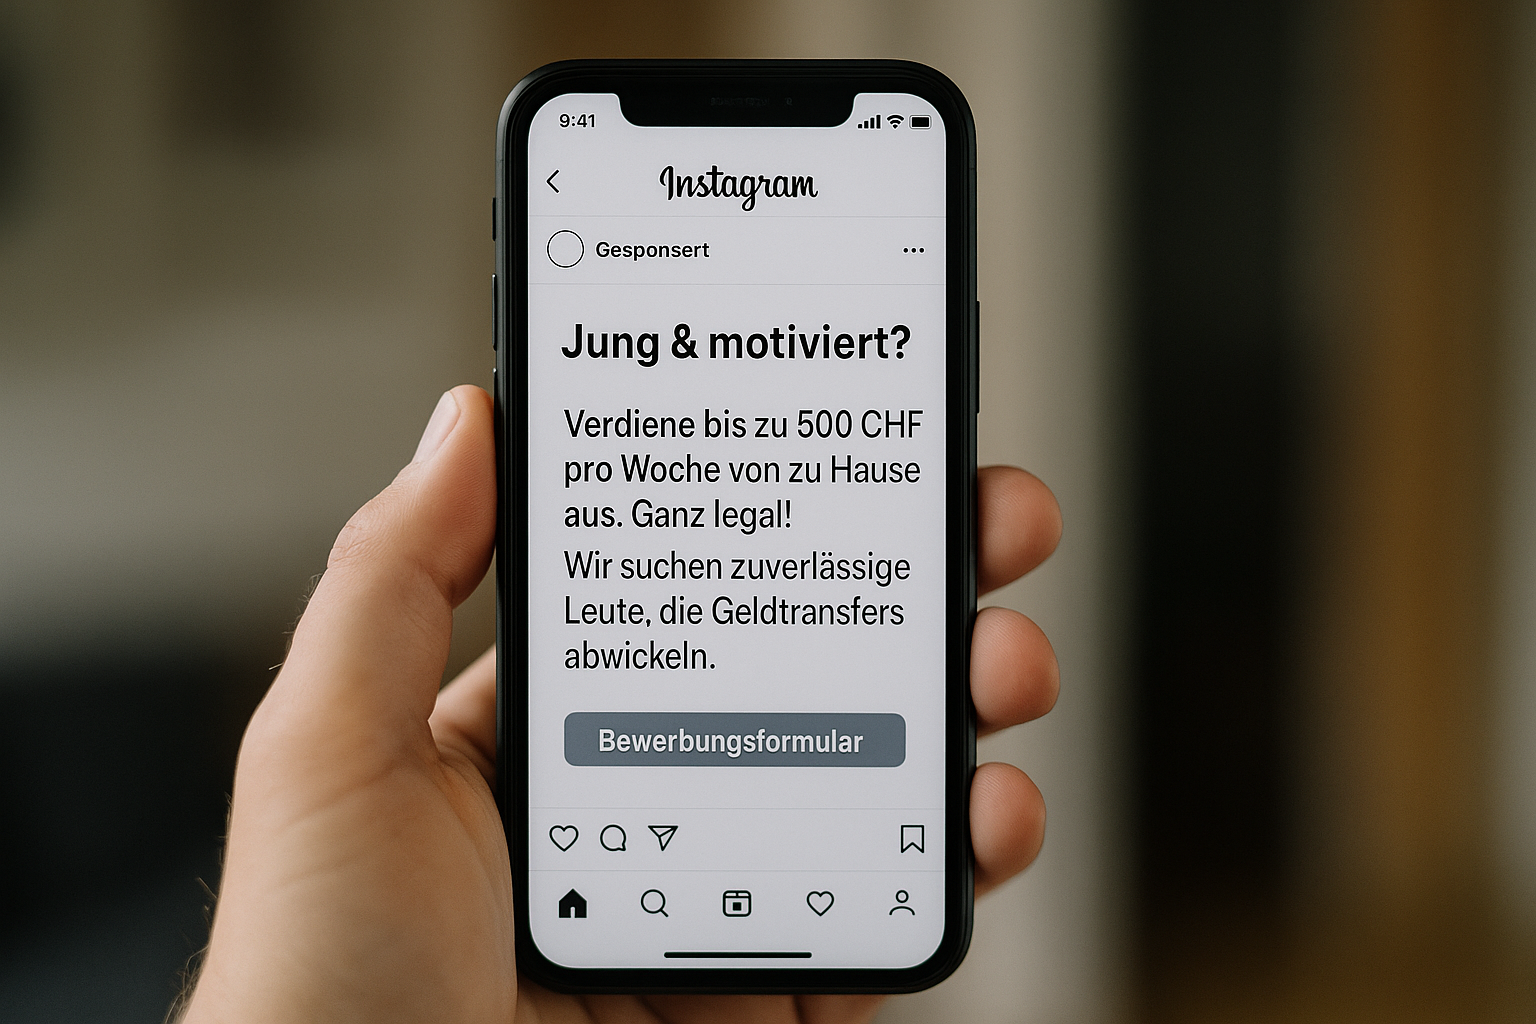 9:41
Instagram
Gesponsert
Jung & motiviert?
Verdiene bis zu 500 CHF
pro Woche von zu Hause
aus. Ganz legal!
Wir suchen zuverlässige
Leute, die Geldtransfers
abwickeln.
Bewerbungsformular